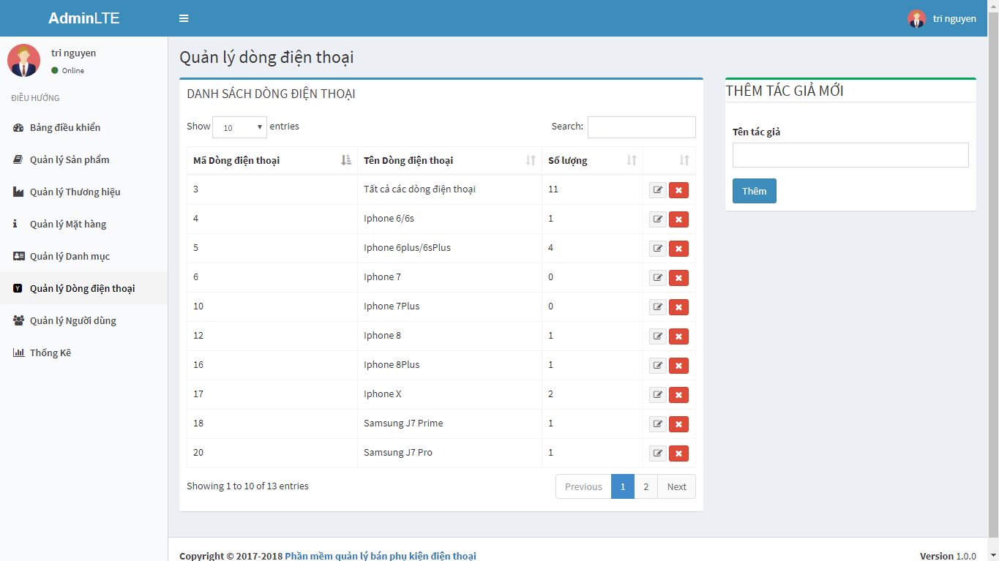 AdminLTE
tri nguyen
tri nguyen
Online
ĐIỀU HƯỚNG
Bảng điều khiển
Quản lý Sản phẩm
Quản lý Thương hiệu
Quản lý Mặt hàng
Quản lý Danh mục
Quản lý Dòng điện thoại
Quản lý Người dùng
Thống Kê
Quản lý dòng điện thoại
DANH SÁCH DÒNG ĐIỆN THOẠI
Show 10 entries Search:
Mã Dòng điện thoại Tên Dòng điện thoại Số lượng
3 Tất cả các dòng điện thoại 11
4 Iphone 6/6s 1
5 Iphone 6plus/6sPlus 4
6 Iphone 7 0
10 Iphone 7Plus 0
12 Iphone 8 1
16 Iphone 8Plus 1
17 Iphone X 2
18 Samsung J7 Prime 1
20 Samsung J7 Pro 1
Showing 1 to 10 of 13 entries Previous 1 2 Next
THÊM TÁC GIẢ MỚI
Tên tác giả
Thêm
Copyright © 2017-2018 Phần mềm quản lý bán phụ kiện điện thoại Version 1.0.0